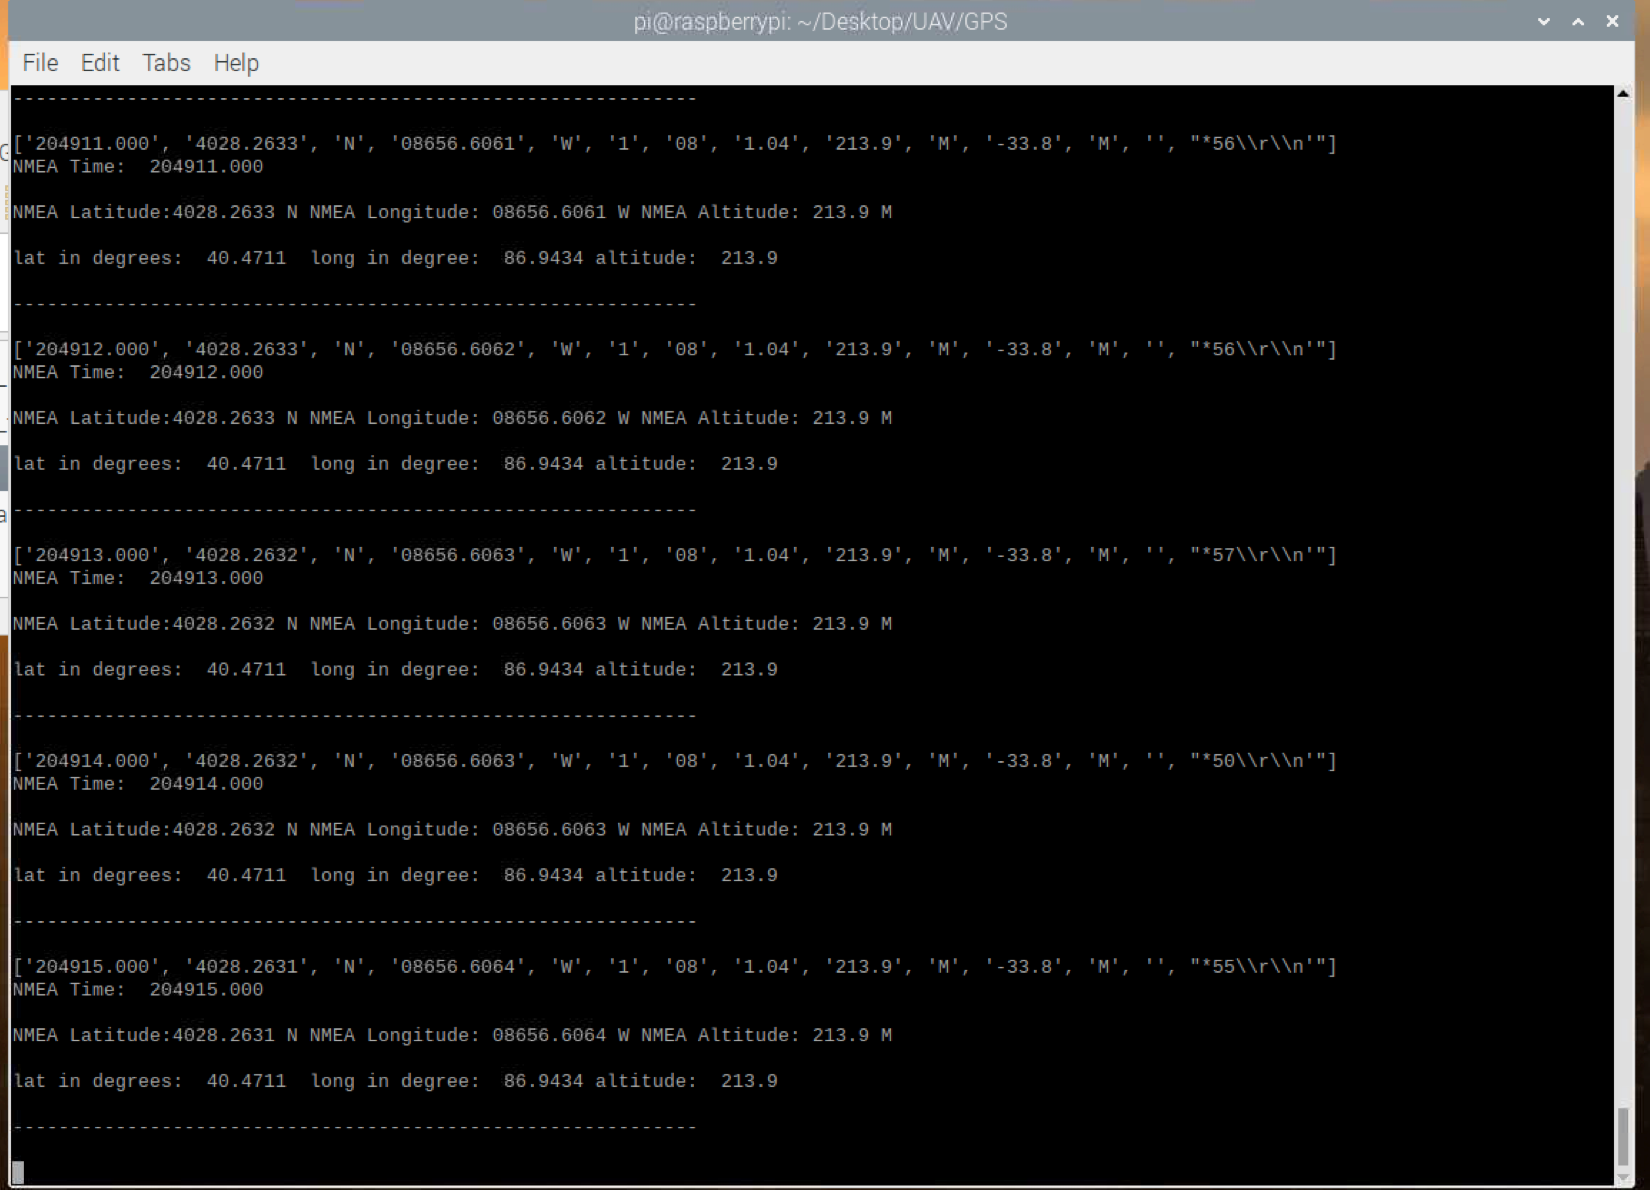 pi@raspberrypi: ~/Desktop/UAV/GPS
File Edit Tabs Help
------------------------------------------------------------
['204911.000', '4028.2633', 'N', '08656.6061', 'W', '1', '08', '1.04', '213.9', 'M', '-33.8', 'M', '', "*56\\r\\n'"]
NMEA Time:  204911.000
NMEA Latitude:4028.2633 N NMEA Longitude: 08656.6061 W NMEA Altitude: 213.9 M
lat in degrees:  40.4711  long in degree:  86.9434 altitude:  213.9
------------------------------------------------------------
['204912.000', '4028.2633', 'N', '08656.6062', 'W', '1', '08', '1.04', '213.9', 'M', '-33.8', 'M', '', "*56\\r\\n'"]
NMEA Time:  204912.000
NMEA Latitude:4028.2633 N NMEA Longitude: 08656.6062 W NMEA Altitude: 213.9 M
lat in degrees:  40.4711  long in degree:  86.9434 altitude:  213.9
------------------------------------------------------------
['204913.000', '4028.2632', 'N', '08656.6063', 'W', '1', '08', '1.04', '213.9', 'M', '-33.8', 'M', '', "*57\\r\\n'"]
NMEA Time:  204913.000
NMEA Latitude:4028.2632 N NMEA Longitude: 08656.6063 W NMEA Altitude: 213.9 M
lat in degrees:  40.4711  long in degree:  86.9434 altitude:  213.9
------------------------------------------------------------
['204914.000', '4028.2632', 'N', '08656.6063', 'W', '1', '08', '1.04', '213.9', 'M', '-33.8', 'M', '', "*50\\r\\n'"]
NMEA Time:  204914.000
NMEA Latitude:4028.2632 N NMEA Longitude: 08656.6063 W NMEA Altitude: 213.9 M
lat in degrees:  40.4711  long in degree:  86.9434 altitude:  213.9
------------------------------------------------------------
['204915.000', '4028.2631', 'N', '08656.6064', 'W', '1', '08', '1.04', '213.9', 'M', '-33.8', 'M', '', "*55\\r\\n'"]
NMEA Time:  204915.000
NMEA Latitude:4028.2631 N NMEA Longitude: 08656.6064 W NMEA Altitude: 213.9 M
lat in degrees:  40.4711  long in degree:  86.9434 altitude:  213.9
------------------------------------------------------------